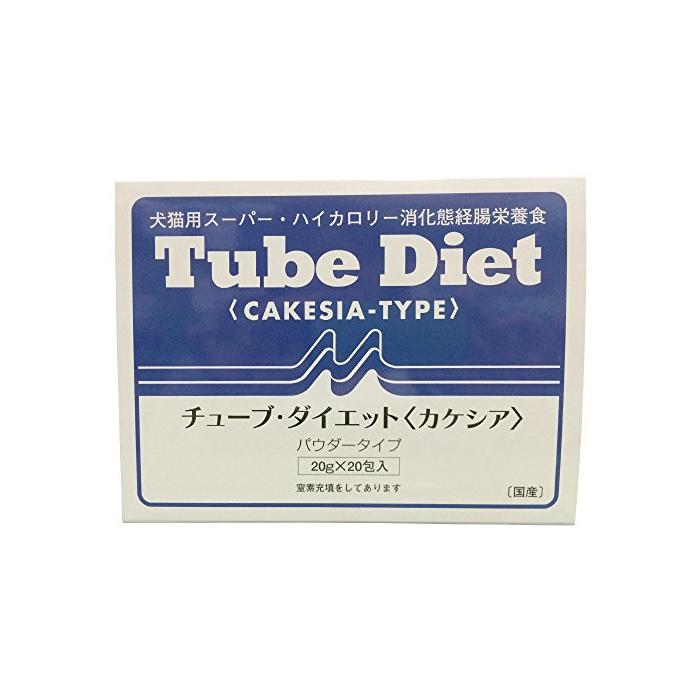 犬猫用スーパー・ハイカロリー消化態経腸栄養食
Tube Diet
〈CAKESIA-TYPE〉
チューブ・ダイエット〈カケシア〉
パウダータイプ
20g×20包入
窒素充填をしてあります
〔国産〕